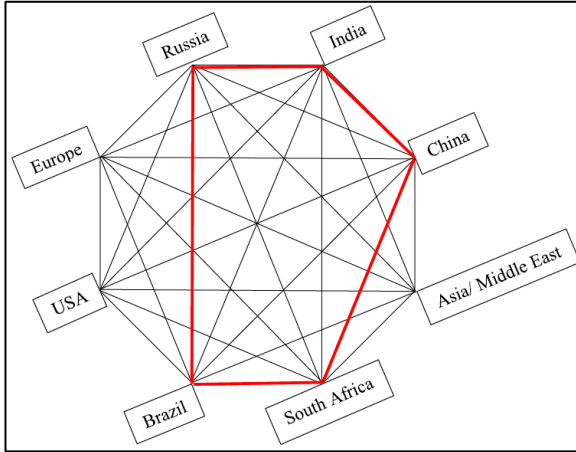 Russia
India
Europe
China
USA
Asia/ Middle East
Brazil
South Africa